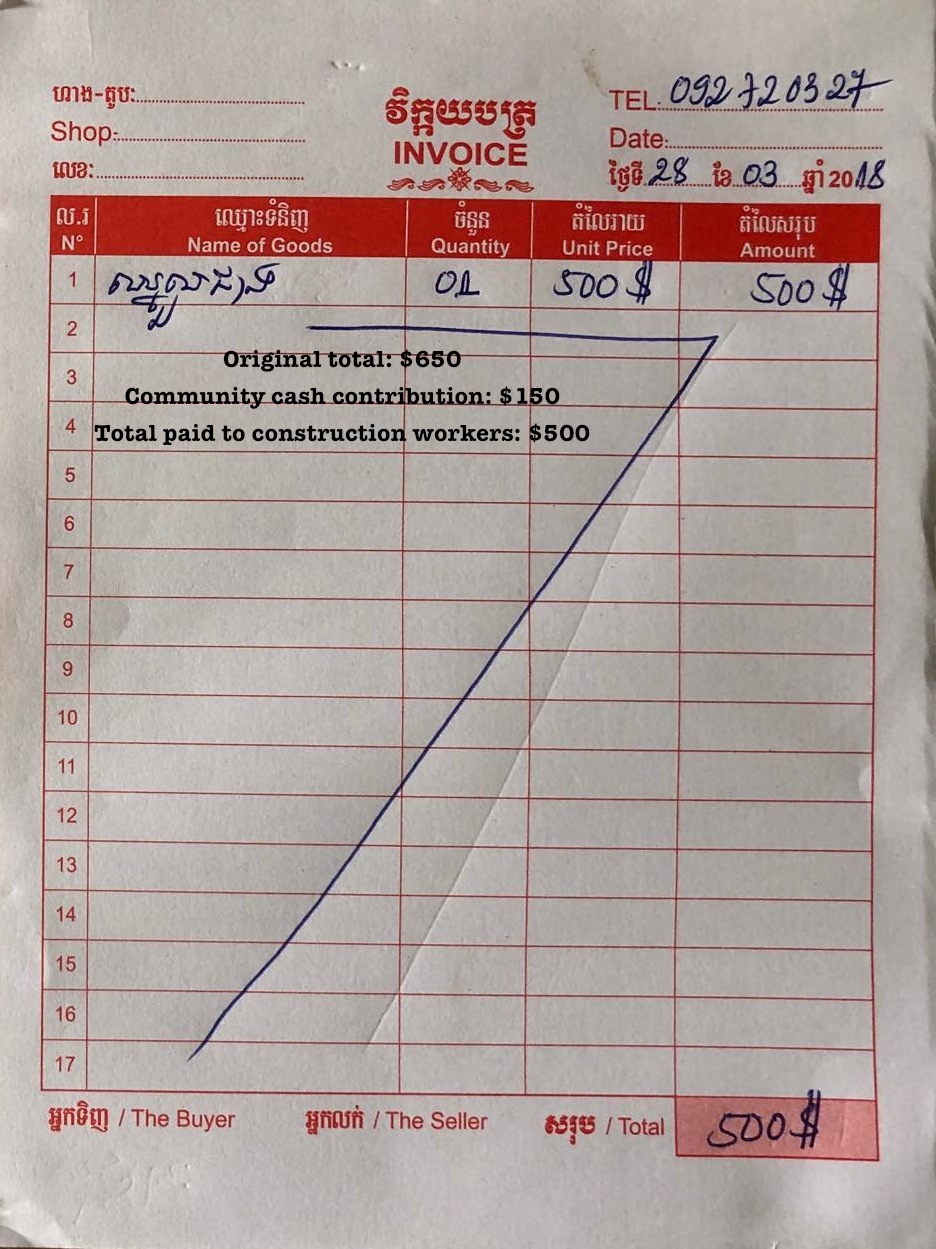 ហាង-តូប:
Shop:
លេខ:
វិក្កយបត្រ
INVOICE
TEL: 092 720327
Date:
ថ្ងៃទី 28 ខែ 03 ឆ្នាំ 2018
ល.រ ឈ្មោះទំនិញ ចំនួន តំលៃរាយ តំលៃសរុប
N° Name of Goods Quantity Unit Price Amount
1 ឈ្នួលជាង 01 500$ 500$
2
Original total: $650
3
Community cash contribution: $150
4 Total paid to construction workers: $500
5
6
7
8
9
10
11
12
13
14
15
16
17
អ្នកទិញ / The Buyer អ្នកលក់ / The Seller សរុប / Total 500$